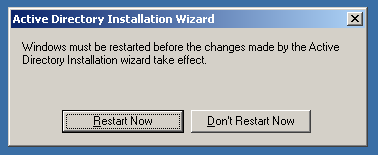 Active Directory Installation Wizard
Windows must be restarted before the changes made by the Active
Directory Installation wizard take effect.
Restart Now Don't Restart Now